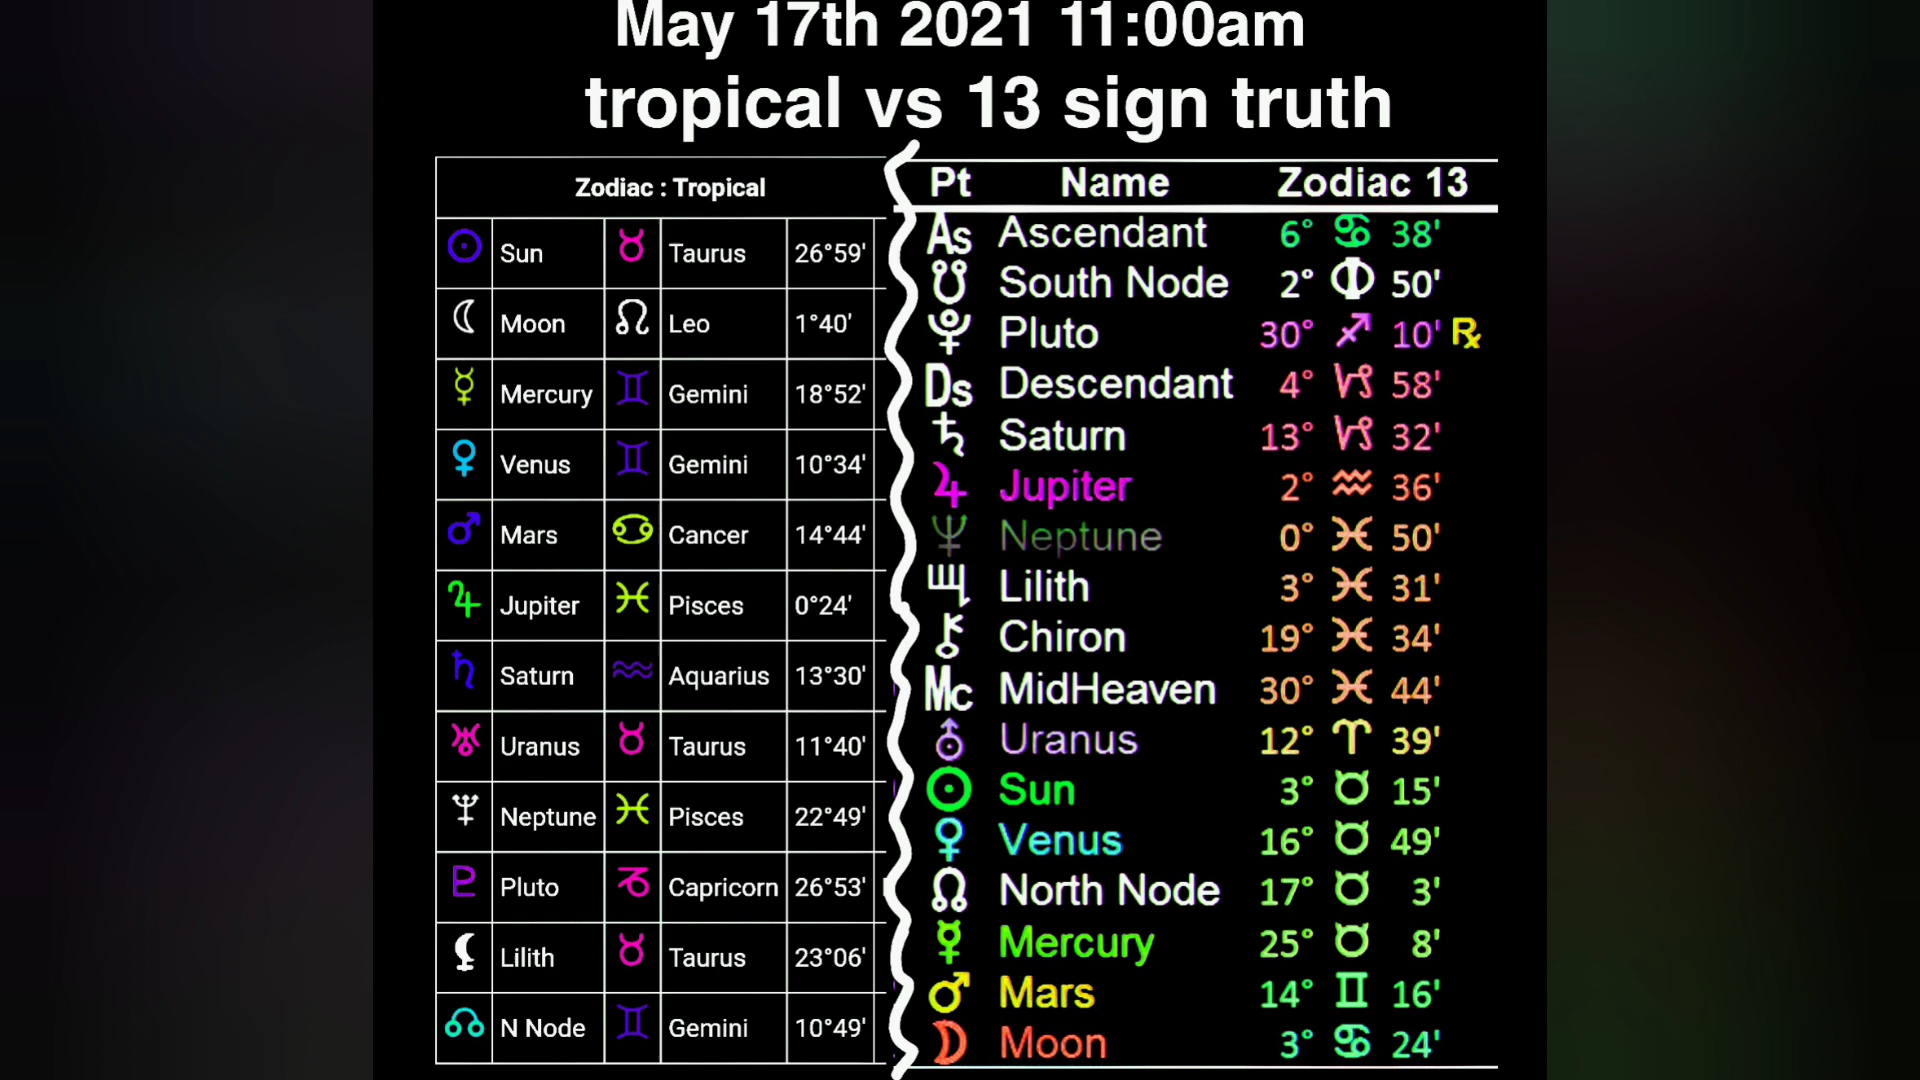 May 17th 2021 11:00am
tropical vs 13 sign truth
Zodiac : Tropical
☉ Sun ♉ Taurus 26°59'
☾ Moon ♌ Leo 1°40'
☿ Mercury ♊ Gemini 18°52'
♀ Venus ♊ Gemini 10°34'
♂ Mars ♋ Cancer 14°44'
♃ Jupiter ♓ Pisces 0°24'
♄ Saturn ♒ Aquarius 13°30'
♅ Uranus ♉ Taurus 11°40'
♆ Neptune ♓ Pisces 22°49'
♇ Pluto ♑ Capricorn 26°53'
⚸ Lilith ♉ Taurus 23°06'
☊ N Node ♊ Gemini 10°49'
Pt Name Zodiac 13
As Ascendant 6° ♋ 38'
☋ South Node 2° 50'
Pluto 30° ♐ 10' ℞
Ds Descendant 4° ♑ 58'
♄ Saturn 13° ♑ 32'
♃ Jupiter 2° ♒ 36'
♆ Neptune 0° ♓ 50'
Lilith 3° ♓ 31'
⚷ Chiron 19° ♓ 34'
Mc MidHeaven 30° ♓ 44'
⛢ Uranus 12° ♈ 39'
☉ Sun 3° ♉ 15'
♀ Venus 16° ♉ 49'
☊ North Node 17° ♉ 3'
☿ Mercury 25° ♉ 8'
♂ Mars 14° ♊ 16'
☽ Moon 3° ♋ 24'